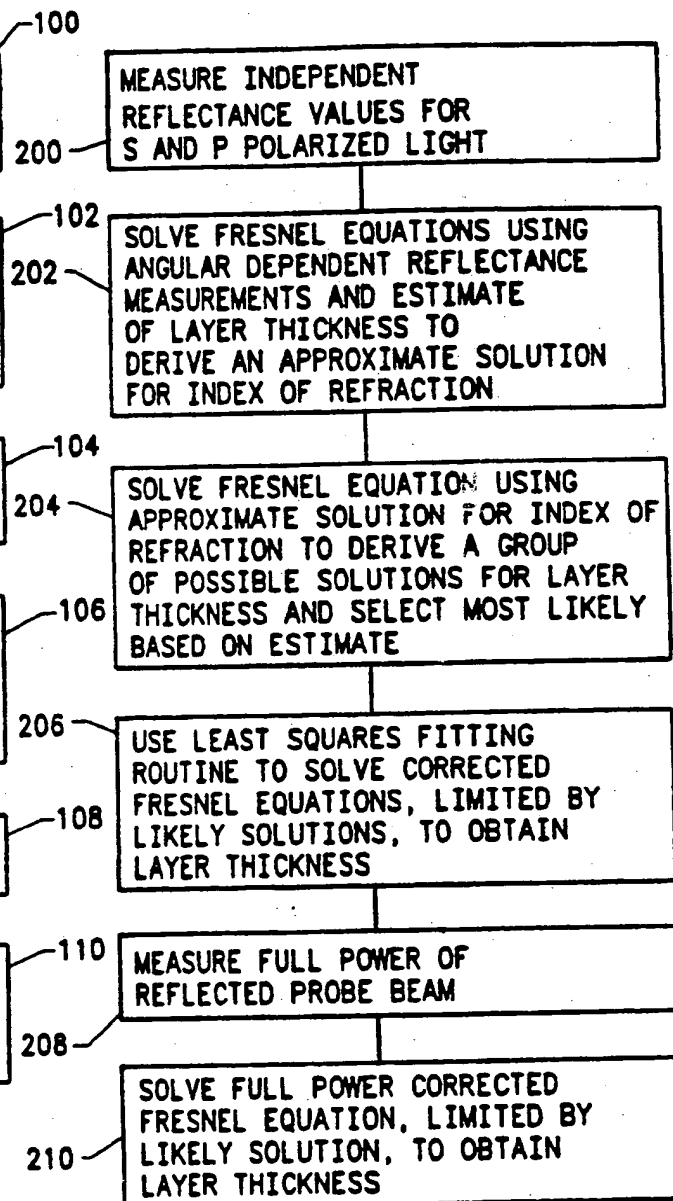 100
MEASURE INDEPENDENT
REFLECTANCE VALUES FOR
S AND P POLARIZED LIGHT
200
102
202
SOLVE FRESNEL EQUATIONS USING
ANGULAR DEPENDENT REFLECTANCE
MEASUREMENTS AND ESTIMATE
OF LAYER THICKNESS TO
DERIVE AN APPROXIMATE SOLUTION
FOR INDEX OF REFRACTION
104
204
SOLVE FRESNEL EQUATION USING
APPROXIMATE SOLUTION FOR INDEX OF
REFRACTION TO DERIVE A GROUP
OF POSSIBLE SOLUTIONS FOR LAYER
THICKNESS AND SELECT MOST LIKELY
BASED ON ESTIMATE
106
206
USE LEAST SQUARES FITTING
ROUTINE TO SOLVE CORRECTED
FRESNEL EQUATIONS, LIMITED BY
LIKELY SOLUTIONS, TO OBTAIN
LAYER THICKNESS
108
110
MEASURE FULL POWER OF
REFLECTED PROBE BEAM
208
SOLVE FULL POWER CORRECTED
FRESNEL EQUATION, LIMITED BY
LIKELY SOLUTION, TO OBTAIN
LAYER THICKNESS
210